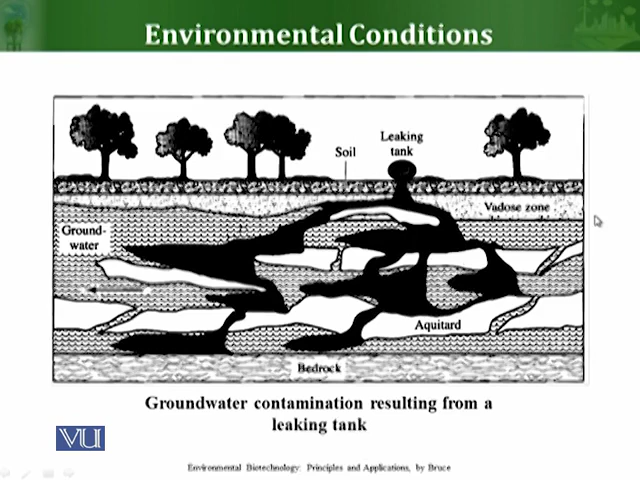 Environmental Conditions
Leaking
tank
Soil
Vadose zone
Ground-
water
Aquitard
Bedrock
Groundwater contamination resulting from a
leaking tank
VU
Environmental Biotechnology: Principles and Applications, by Bruce